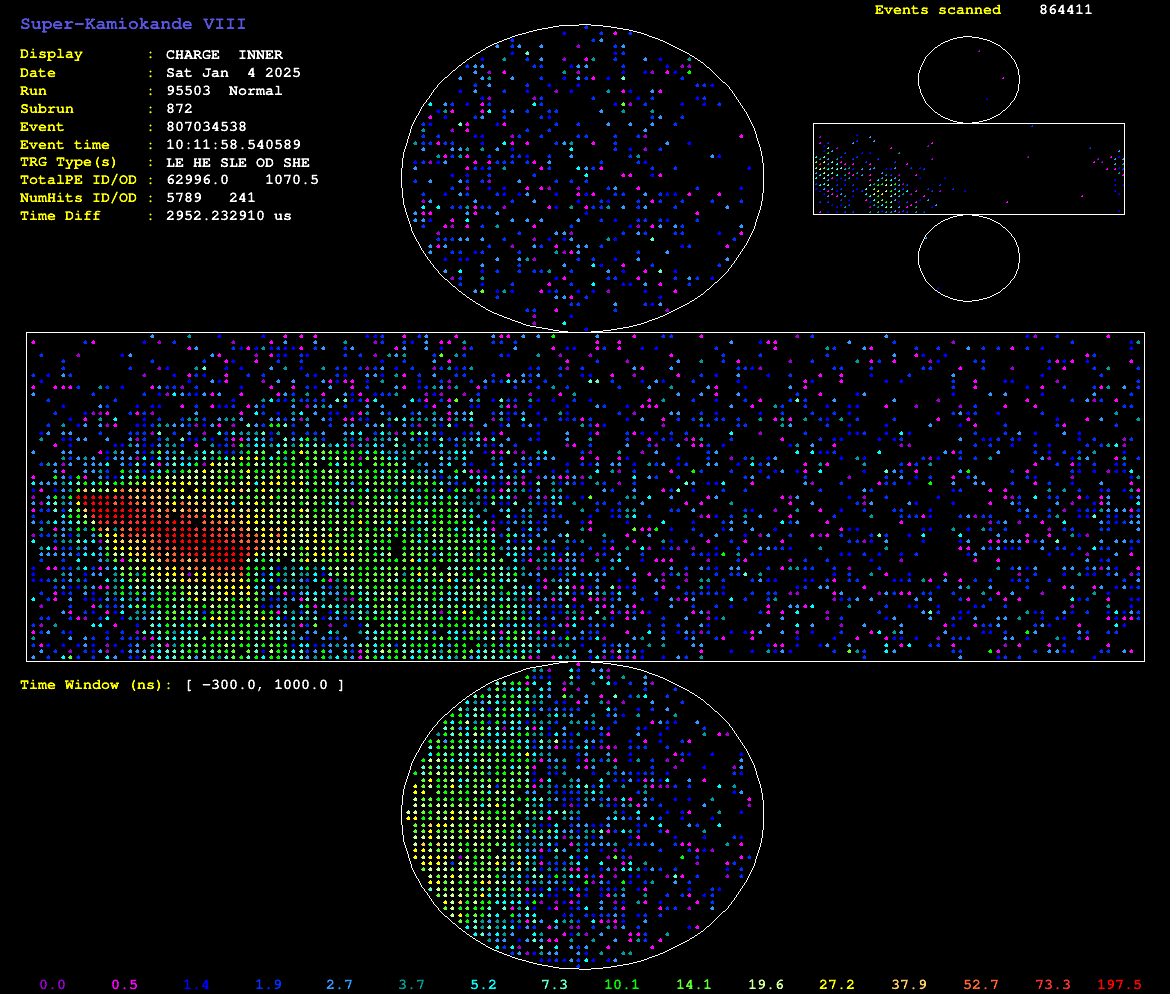 Super-Kamiokande VIII
Events scanned 864411
Display : CHARGE INNER
Date : Sat Jan 4 2025
Run : 95503 Normal
Subrun : 872
Event : 807034538
Event time : 10:11:58.540589
TRG Type(s) : LE HE SLE OD SHE
TotalPE ID/OD : 62996.0 1070.5
NumHits ID/OD : 5789 241
Time Diff : 2952.232910 us
Time Window (ns): [ −300.0, 1000.0 ]
0.0 0.5 1.4 1.9 2.7 3.7 5.2 7.3 10.1 14.1 19.6 27.2 37.9 52.7 73.3 197.5